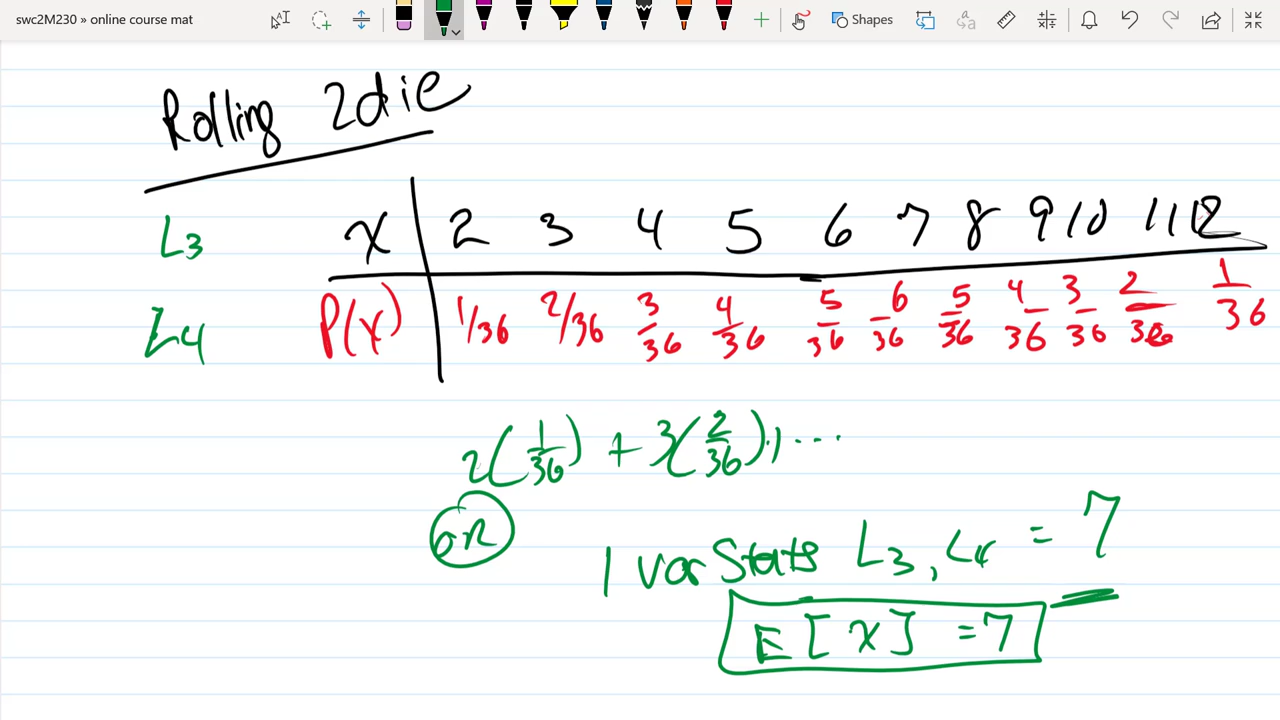 swc2M230 » online course mat
Shapes
Rolling 2die
L3 x 2 3 4 5 6 7 8 9 10 11 12
L4 P(x) 1/36 2/36 3/36 4/36 5/36 6/36 5/36 4/36 3/36 2/36 1/36
2(1/36) + 3(2/36) + ...
OR
1 Var Stats L3, L4 = 7
E[x] = 7